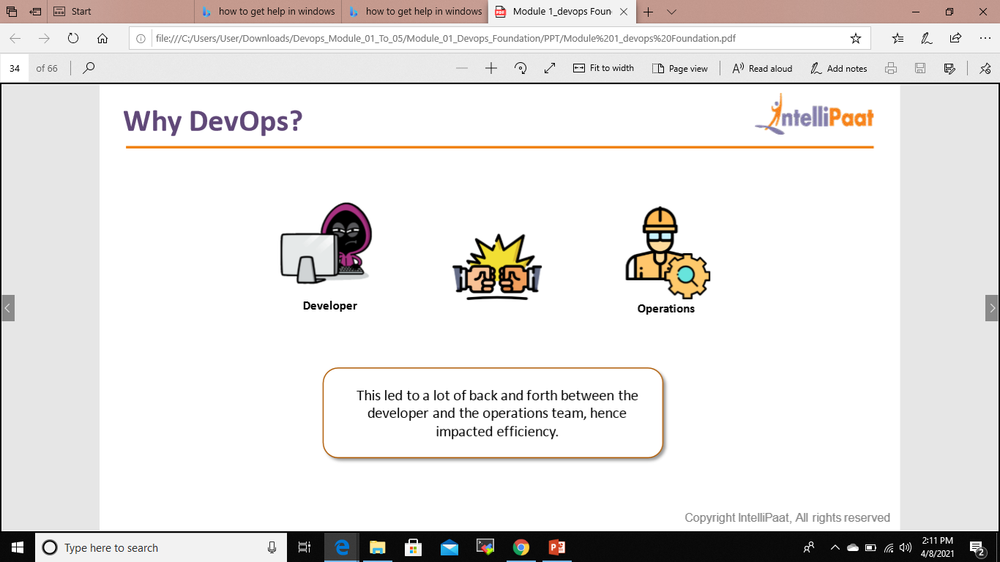 Start
how to get help in windows
how to get help in windows
Module 1_devops Foun
file:///C:/Users/User/Downloads/Devops_Module_01_To_05/Module_01_Devops_Foundation/PPT/Module%201_devops%20Foundation.pdf
34 of 66
Fit to width
Page view
Read aloud
Add notes
Why DevOps?
IntelliPaat
Developer
Operations
This led to a lot of back and forth between the
developer and the operations team, hence
impacted efficiency.
Copyright IntelliPaat, All rights reserved
Type here to search
2:11 PM
4/8/2021
2